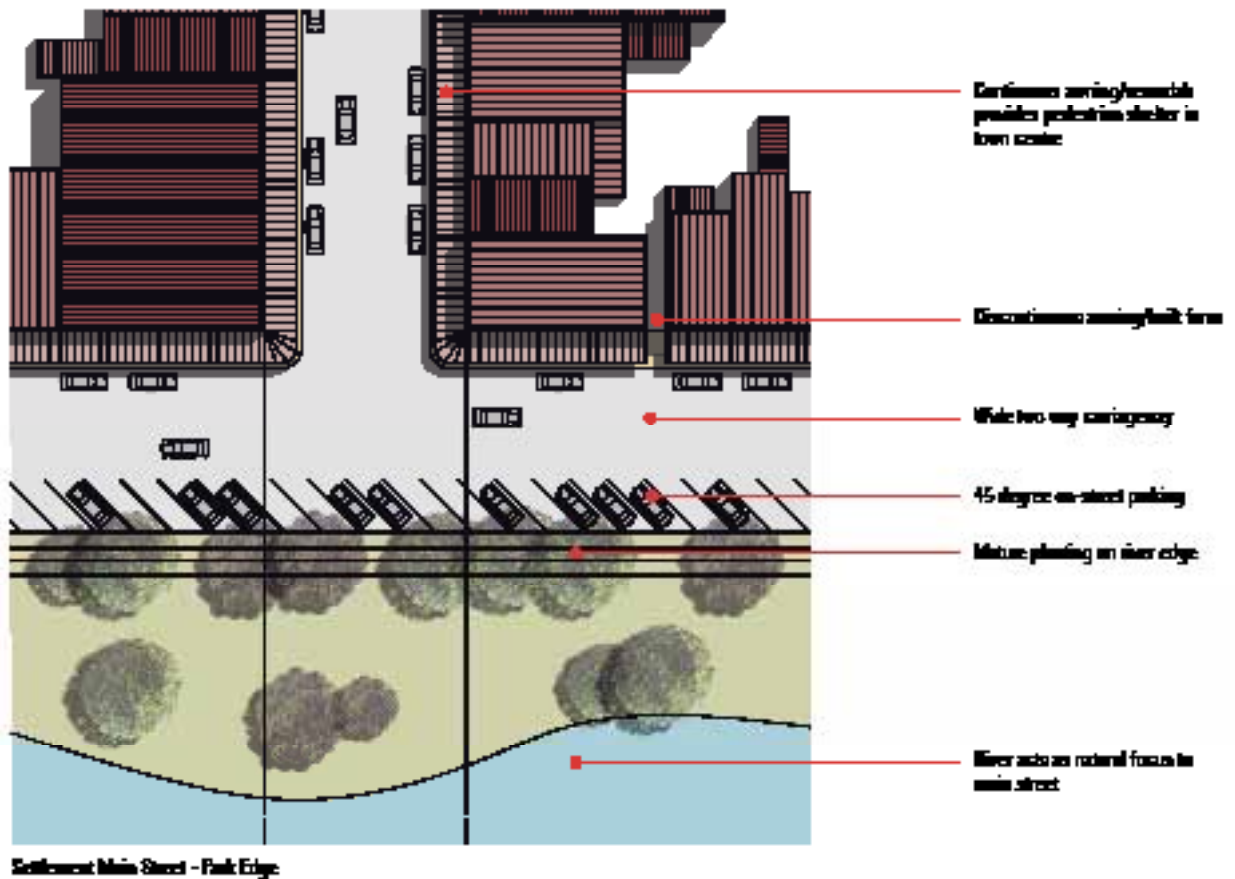 Continuous awning/verandah
provides pedestrian shelter in
town centre
Discontinuous awning/built form
Wide two way carriageway
45 degree on-street parking
Mature planting on river edge
River acts as natural focus to
main street
Settlement Main Street - Park Edge